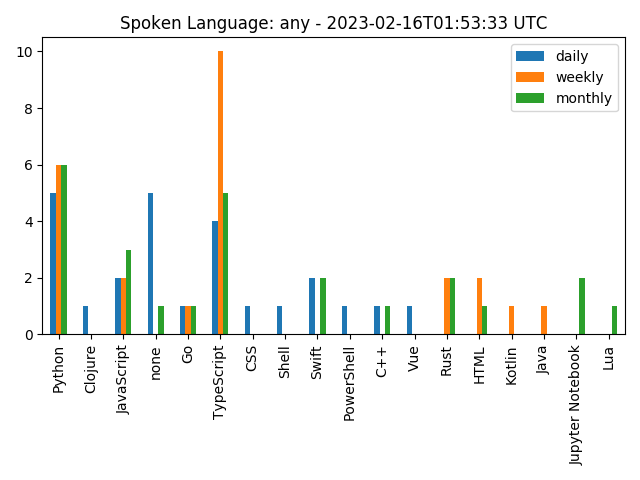 Spoken Language: any - 2023-02-16T01:53:33 UTC
daily
weekly
monthly
10
8
6
4
2
0
Python
Clojure
JavaScript
none
Go
TypeScript
CSS
Shell
Swift
PowerShell
C++
Vue
Rust
HTML
Kotlin
Java
Jupyter Notebook
Lua